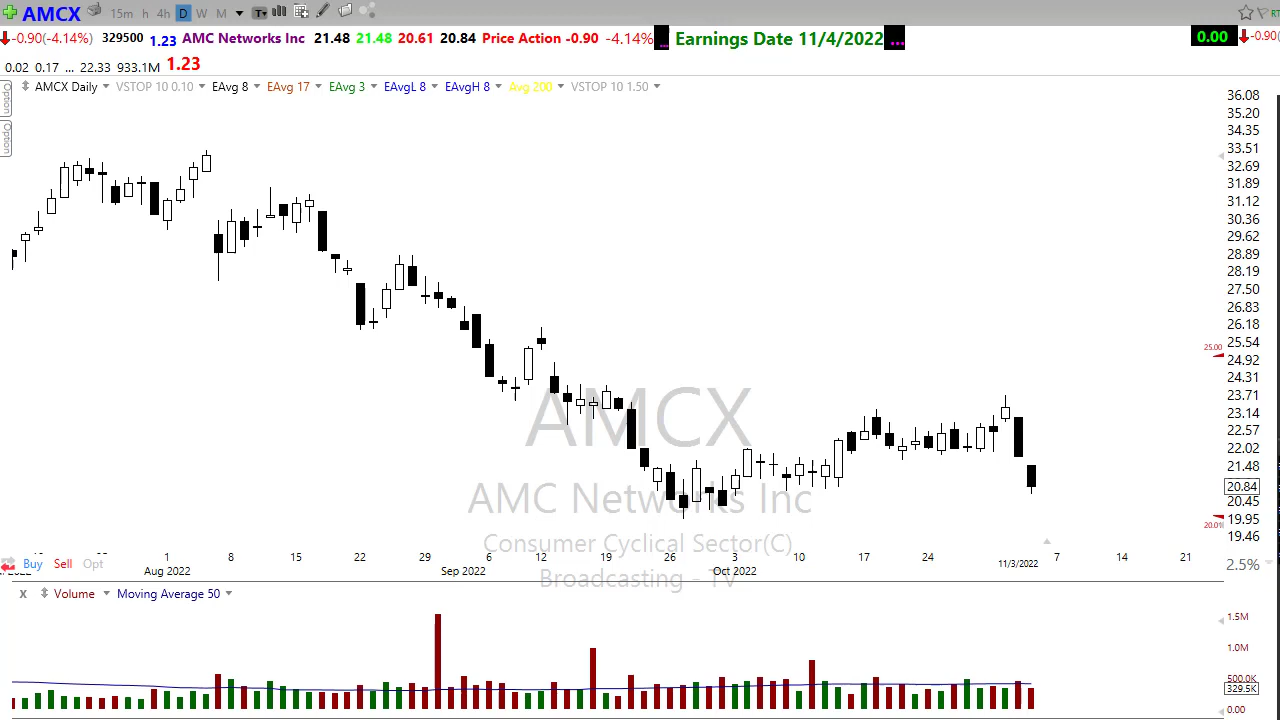 AMCX 15m h 4h D W M T
-0.90(-4.14%) 329500 1.23 AMC Networks Inc 21.48 21.48 20.61 20.84 Price Action -0.90 -4.14% ... Earnings Date 11/4/2022 ... 0.00 -0.90(
0.02 0.17 ... 22.33 933.1M 1.23
AMCX Daily VSTOP 10 0.10 EAvg 8 EAvg 17 EAvg 3 EAvgL 8 EAvgH 8 Avg 200 VSTOP 10 1.50
Option
Option
36.08
35.20
34.35
33.51
32.69
31.89
31.12
30.36
29.62
28.89
28.19
27.50
26.83
26.18
25.54
25.00
24.92
24.31
23.71
23.14
22.57
22.02
21.48
20.84
20.45
19.95
20.01
19.46
AMCX
AMC Networks Inc
Consumer Cyclical Sector(C)
Broadcasting - TV
1 8 15 22 29 6 12 19 26 3 10 17 24 7 14 21
Buy Sell Opt 2.5%
Aug 2022 Sep 2022 Oct 2022 11/3/2022
X Volume Moving Average 50
1.5M
1.0M
500.0K
329.5K
0.00